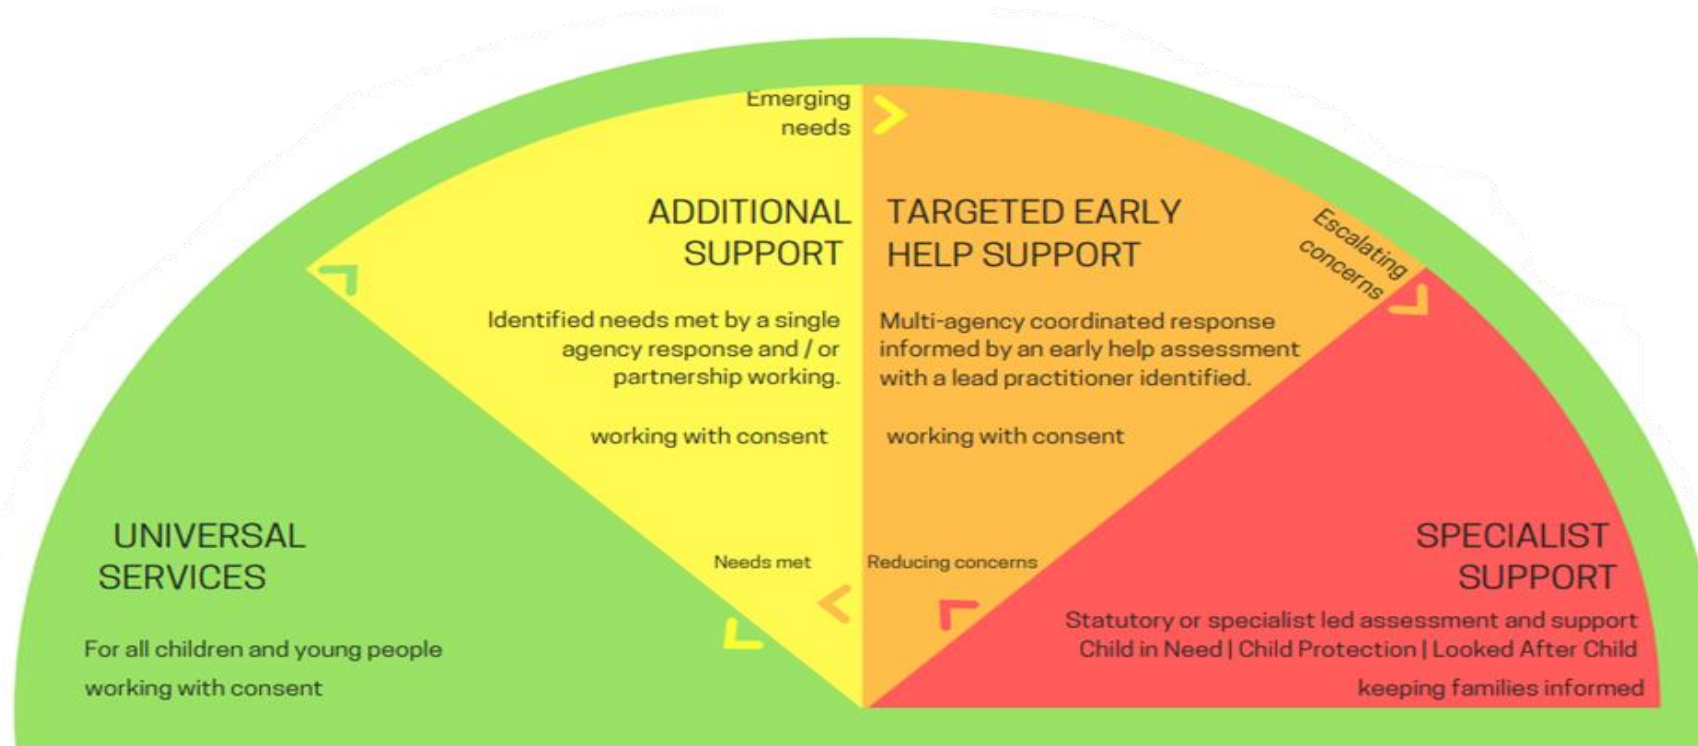 Emerging
needs
ADDITIONAL
SUPPORT
Identified needs met by a single
agency response and / or
partnership working.
working with consent
TARGETED EARLY
HELP SUPPORT
Multi-agency coordinated response
informed by an early help assessment
with a lead practitioner identified.
working with consent
Escalating
concerns
Needs met
Reducing concerns
UNIVERSAL
SERVICES
For all children and young people
working with consent
SPECIALIST
SUPPORT
Statutory or specialist led assessment and support
Child in Need | Child Protection | Looked After Child
keeping families informed